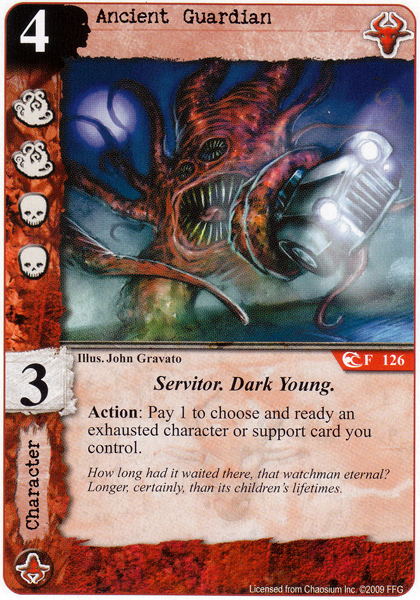 4
Ancient Guardian
Illus. John Gravato
F 126
3
Servitor. Dark Young.
Action: Pay 1 to choose and ready an
exhausted character or support card you
control.
How long had it waited there, that watchman eternal?
Longer, certainly, than its children's lifetimes.
Character
Licensed from Chaosium Inc. ©2009 FFG